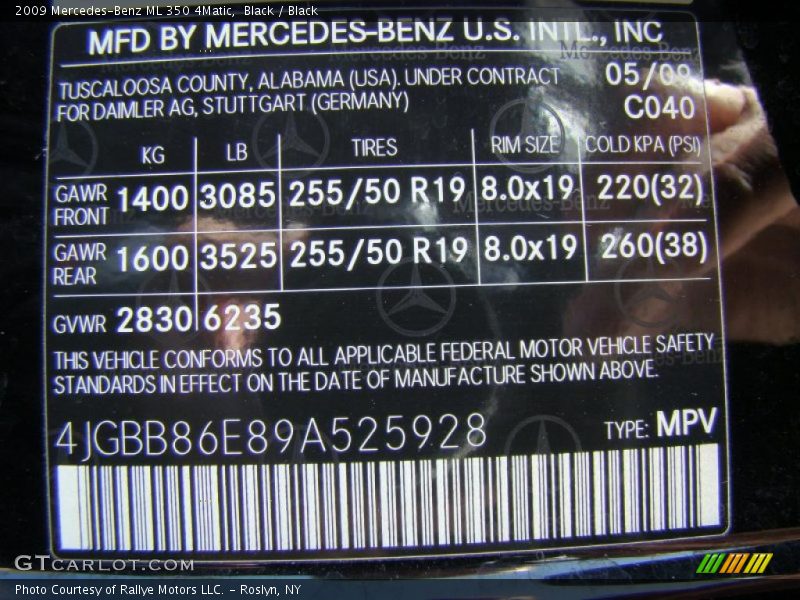 2009 Mercedes-Benz ML 350 4Matic, Black / Black
MFD BY MERCEDES-BENZ U.S. INTL., INC
TUSCALOOSA COUNTY, ALABAMA (USA). UNDER CONTRACT 05/09
FOR DAIMLER AG, STUTTGART (GERMANY) C040
KG LB TIRES RIM SIZE COLD KPA (PSI)
GAWR FRONT 1400 3085 255/50 R19 8.0x19 220(32)
GAWR REAR 1600 3525 255/50 R19 8.0x19 260(38)
GVWR 2830 6235
THIS VEHICLE CONFORMS TO ALL APPLICABLE FEDERAL MOTOR VEHICLE SAFETY
STANDARDS IN EFFECT ON THE DATE OF MANUFACTURE SHOWN ABOVE.
4JGBB86E89A525928 TYPE: MPV
GTCARLOT.COM
Photo Courtesy of Rallye Motors LLC. - Roslyn, NY